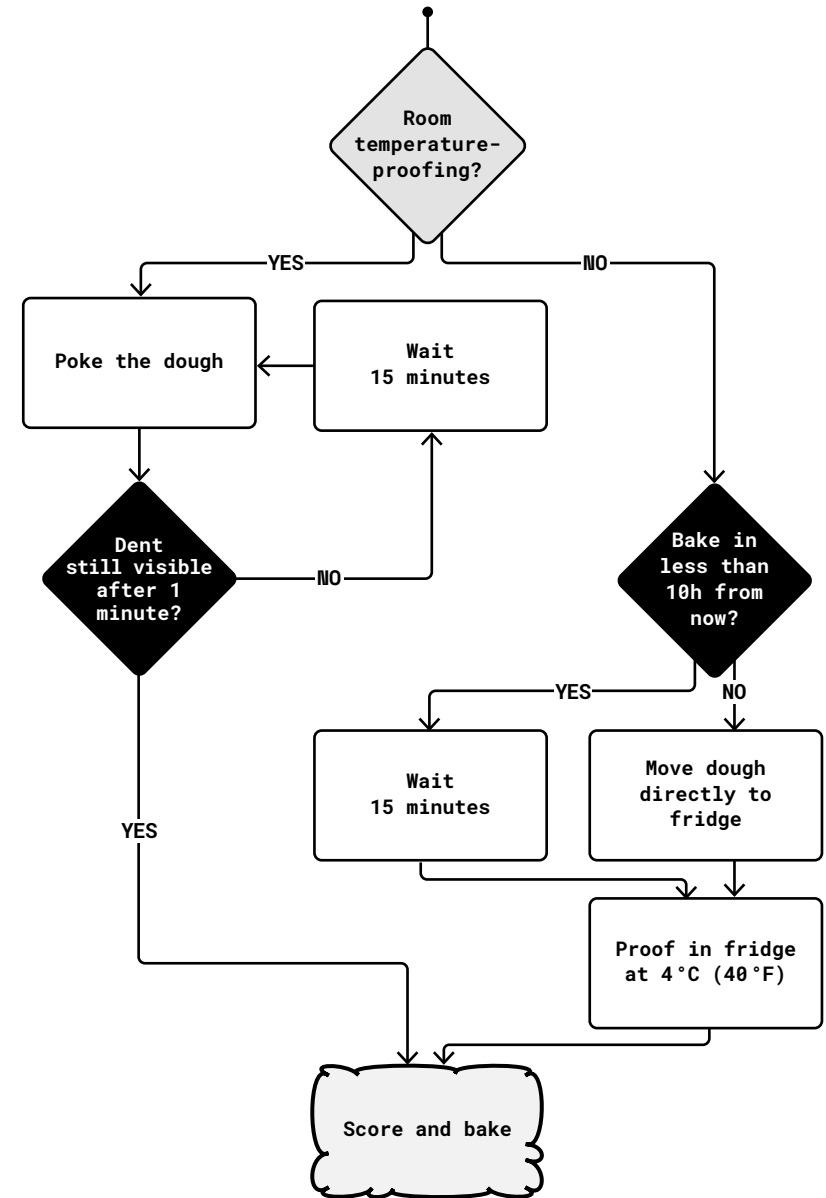 Room
temperature-
proofing?
YES
NO
Poke the dough
Wait
15 minutes
Dent
still visible
after 1
minute?
NO
Bake in
less than
10h from
now?
YES
NO
Wait
15 minutes
Move dough
directly to
fridge
YES
Proof in fridge
at 4°C (40°F)
Score and bake